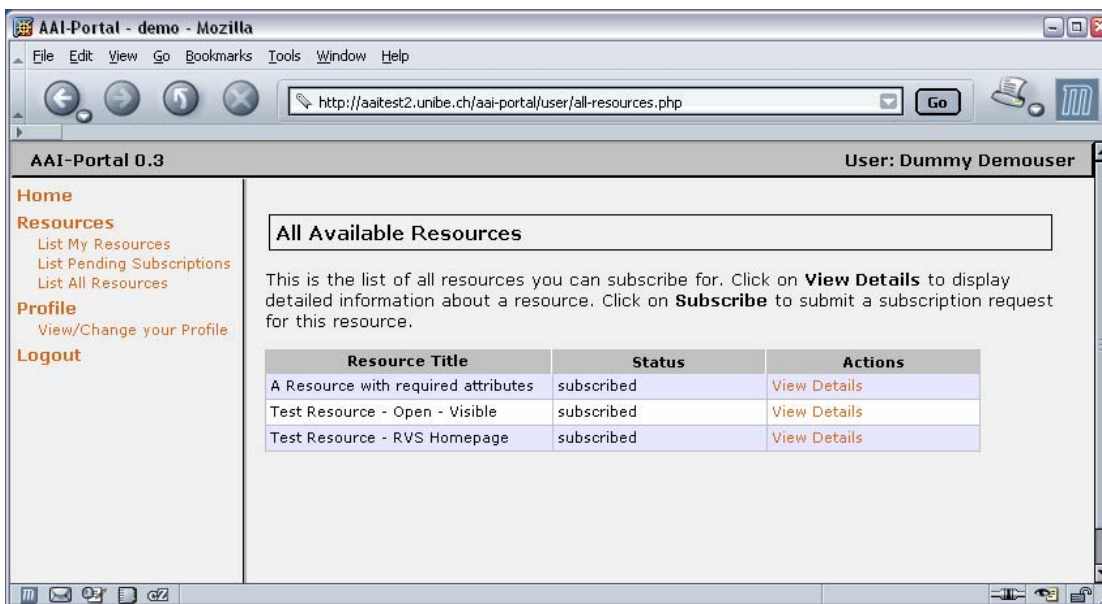 AAI-Portal - demo - Mozilla
File Edit View Go Bookmarks Tools Window Help
http://aaitest2.unibe.ch/aai-portal/user/all-resources.php Go
AAI-Portal 0.3 User: Dummy Demouser
Home
Resources
List My Resources
List Pending Subscriptions
List All Resources
Profile
View/Change your Profile
Logout
All Available Resources
This is the list of all resources you can subscribe for. Click on View Details to display
detailed information about a resource. Click on Subscribe to submit a subscription request
for this resource.
Resource Title Status Actions
A Resource with required attributes subscribed View Details
Test Resource - Open - Visible subscribed View Details
Test Resource - RVS Homepage subscribed View Details